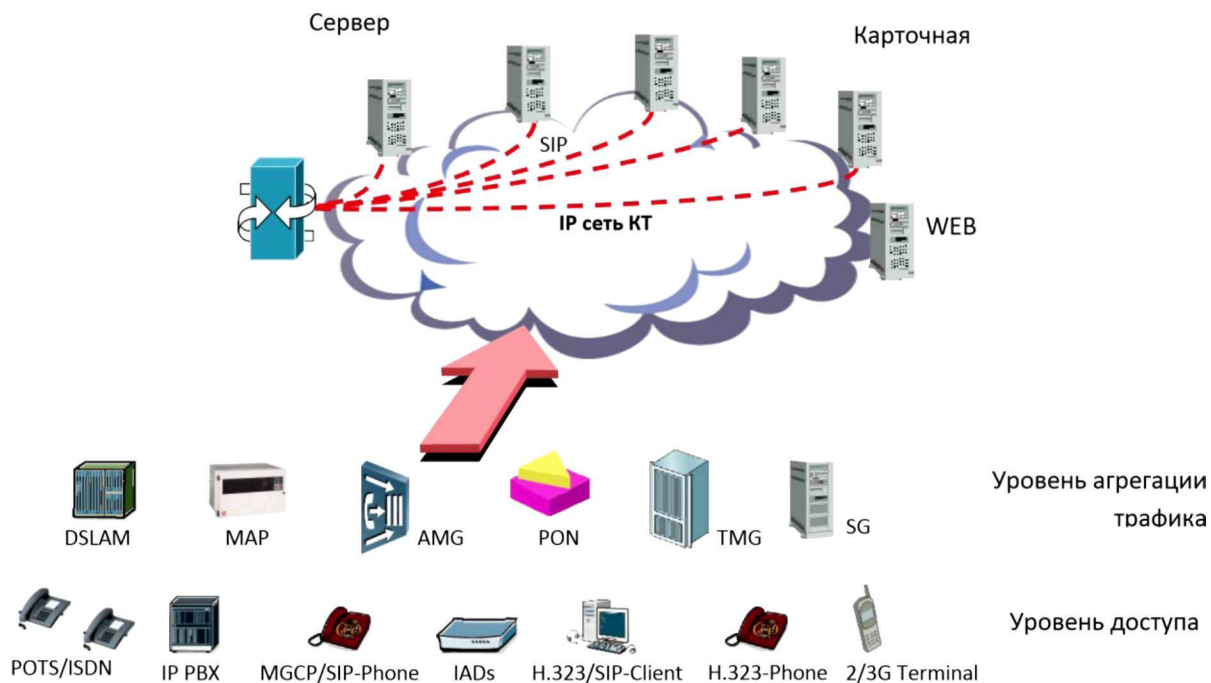 Сервер
Карточная
SIP
WEB
IP сеть КТ
Уровень агрегации
трафика
DSLAM
MAP
AMG
PON
TMG
SG
Уровень доступа
POTS/ISDN
IP PBX
MGCP/SIP-Phone
IADs
H.323/SIP-Client
H.323-Phone
2/3G Terminal